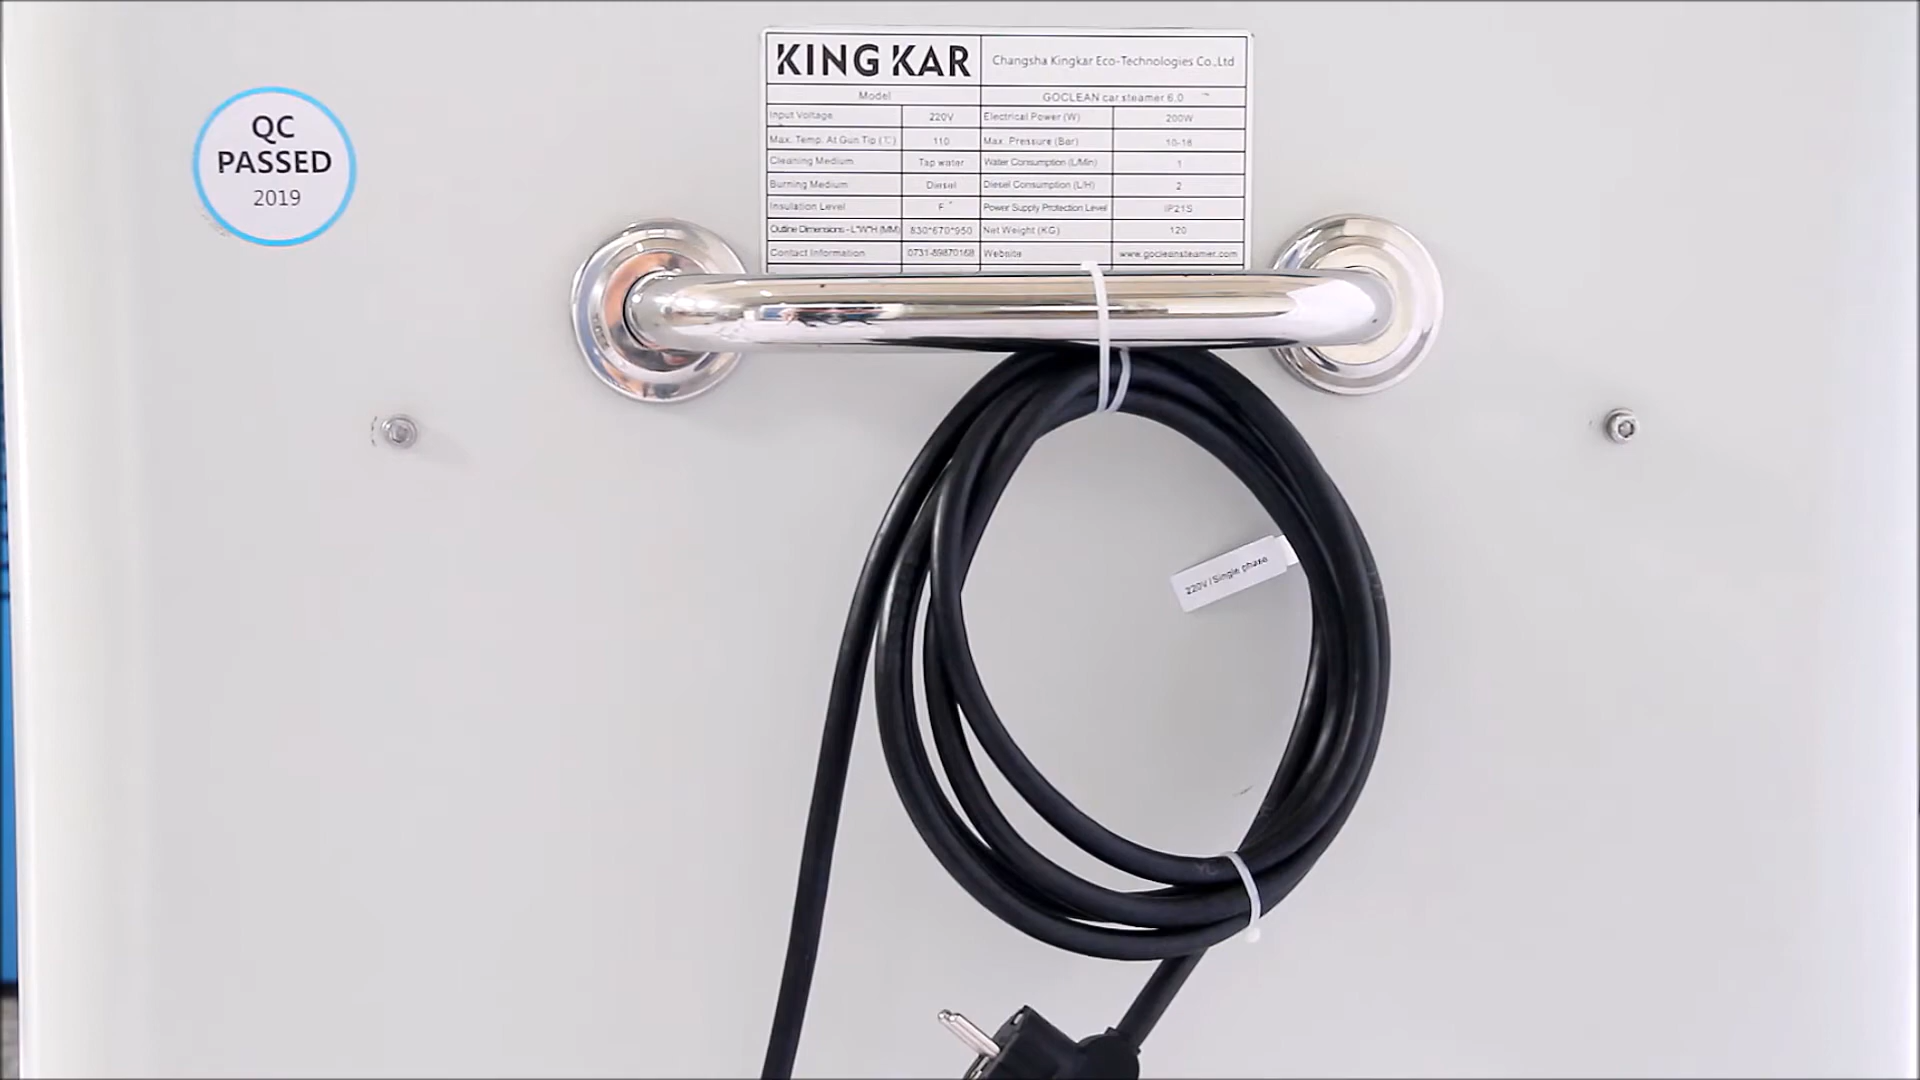 KING KAR Changsha Kingkar Eco-Technologies Co.,Ltd
Model GOCLEAN car steamer 6.0
Input Voltage 220V Electrical Power (W) 200W
Max. Temp. At Gun Tip (℃) 110 Max. Pressure (Bar) 10-18
Cleaning Medium Tap water Water Consumption (L/Min) 1
Burning Medium Diesel Diesel Consumption (L/H) 2
Insulation Level F Power Supply Protection Level IP21S
Outline Dimensions - L*W*H (MM) 830*670*950 Net Weight (KG) 120
Contact Information 0731-89870168 Website www.gocleansteamer.com
QC
PASSED
2019
220V / Single phase